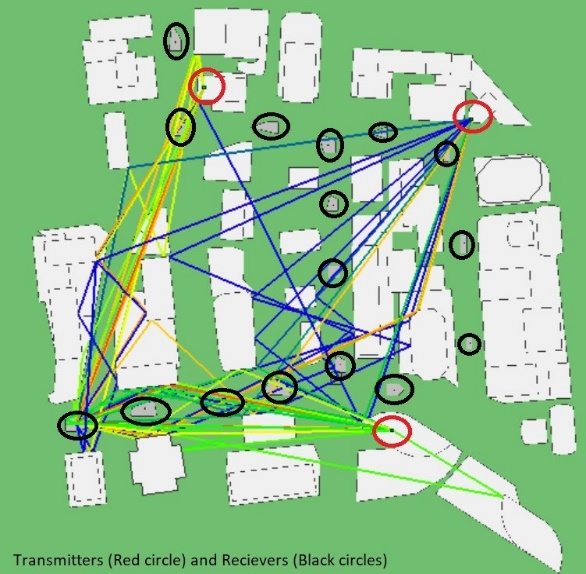 Transmitters (Red circle) and Recievers (Black circles)